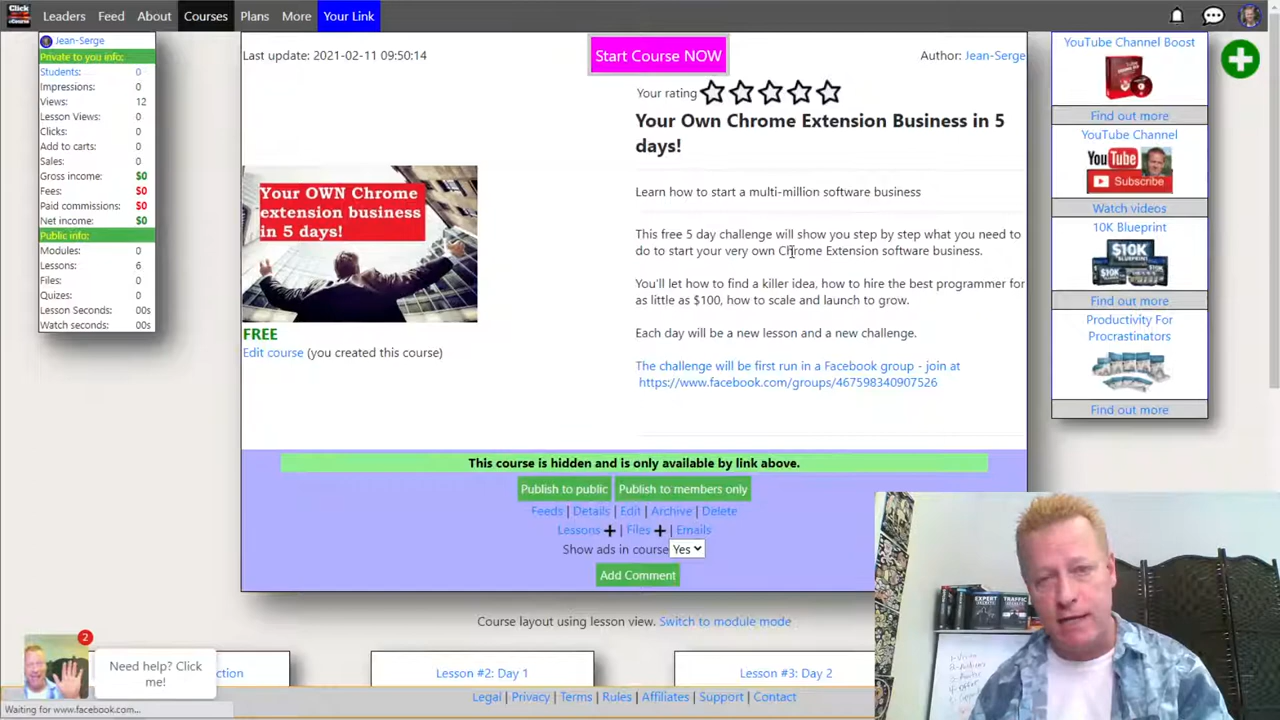 Click
eCourse
Leaders Feed About Courses Plans More Your Link
Jean-Serge
Private to you info:
Students: 0
Impressions: 0
Views: 12
Lesson Views: 0
Clicks: 0
Add to carts: 0
Sales: 0
Gross income: $0
Fees: $0
Paid commissions: $0
Net income: $0
Public info:
Modules: 0
Lessons: 6
Files: 0
Quizes: 0
Lesson Seconds: 00s
Watch seconds: 00s
Last update: 2021-02-11 09:50:14
Start Course NOW
Author: Jean-Serge
Your rating
Your Own Chrome Extension Business in 5
days!
Your OWN Chrome
extension business
in 5 days!
Learn how to start a multi-million software business
This free 5 day challenge will show you step by step what you need to
do to start your very own Chrome Extension software business.
You'll let how to find a killer idea, how to hire the best programmer for
as little as $100, how to scale and launch to grow.
Each day will be a new lesson and a new challenge.
The challenge will be first run in a Facebook group - join at
https://www.facebook.com/groups/467598340907526
FREE
Edit course (you created this course)
This course is hidden and is only available by link above.
Publish to public Publish to members only
Feeds | Details | Edit | Archive | Delete
Lessons + | Files + | Emails
Show ads in course Yes
Add Comment
Course layout using lesson view. Switch to module mode
ction
Lesson #2: Day 1
Lesson #3: Day 2
Legal | Privacy | Terms | Rules | Affiliates | Support | Contact
YouTube Channel Boost
Find out more
YouTube Channel
YouTube
Subscribe
Watch videos
10K Blueprint
$10K
BLUEPRINT
Find out more
Productivity For
Procrastinators
Find out more
2
Need help? Click
me!
Waiting for www.facebook.com...
EXPERT
SECRETS
TRAFFIC
SECRETS